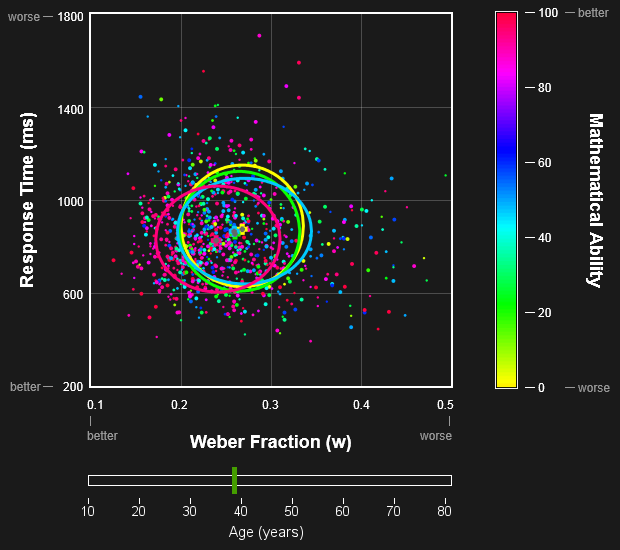 worse
1800
1400
1000
600
better
200
Response Time (ms)
0.1 0.2 0.3 0.4 0.5
better
worse
Weber Fraction (w)
100
better
80
60
40
20
0
worse
Mathematical Ability
10 20 30 40 50 60 70 80
Age (years)